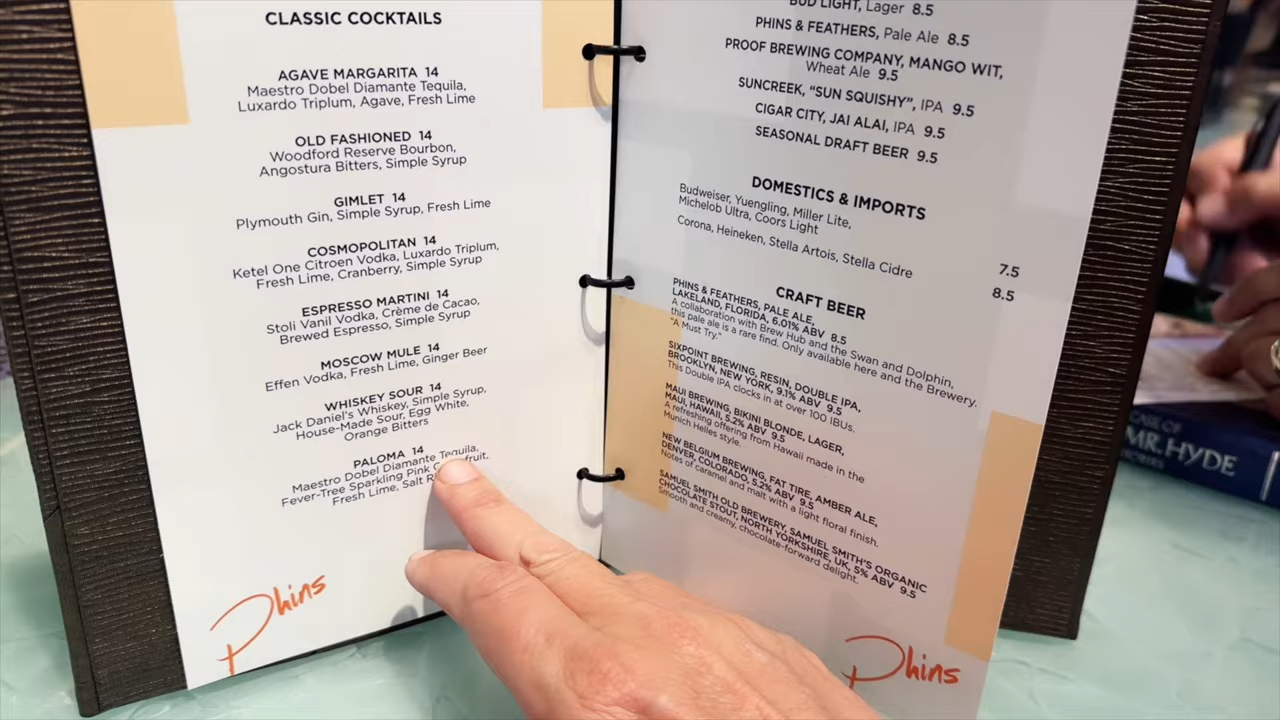 CLASSIC COCKTAILS
AGAVE MARGARITA 14
Maestro Dobel Diamante Tequila,
Luxardo Triplum, Agave, Fresh Lime
OLD FASHIONED 14
Woodford Reserve Bourbon,
Angostura Bitters, Simple Syrup
GIMLET 14
Plymouth Gin, Simple Syrup, Fresh Lime
COSMOPOLITAN 14
Ketel One Citroen Vodka, Luxardo Triplum,
Fresh Lime, Cranberry, Simple Syrup
ESPRESSO MARTINI 14
Stoli Vanil Vodka, Crème de Cacao,
Brewed Espresso, Simple Syrup
MOSCOW MULE 14
Effen Vodka, Fresh Lime, Ginger Beer
WHISKEY SOUR 14
Jack Daniel's Whiskey, Simple Syrup,
House-Made Sour, Egg White,
Orange Bitters
PALOMA 14
Maestro Dobel Diamante Tequila,
Fever-Tree Sparkling Pink
Fresh Lime, Salt
Phins
BUD LIGHT, Lager 8.5
PHINS & FEATHERS, Pale Ale 8.5
PROOF BREWING COMPANY, MANGO WIT,
Wheat Ale 9.5
SUNCREEK, "SUN SQUISHY", IPA 9.5
CIGAR CITY, JAI ALAI, IPA 9.5
SEASONAL DRAFT BEER 9.5
DOMESTICS & IMPORTS
Budweiser, Yuengling, Miller Lite,
Michelob Ultra, Coors Light 7.5
Corona, Heineken, Stella Artois, Stella Cidre 8.5
CRAFT BEER
PHINS & FEATHERS, PALE ALE,
LAKELAND, FLORIDA, 6.01% ABV 8.5
A collaboration with Brew Hub and the Swan and Dolphin,
this pale ale is a rare find. Only available here and the Brewery.
"A Must Try."
SIXPOINT BREWING, RESIN, DOUBLE IPA,
BROOKLYN, NEW YORK, 9.1% ABV 9.5
This Double IPA clocks in at over 100 IBUs.
MAUI BREWING, BIKINI BLONDE, LAGER,
MAUI, HAWAII, 5.2% ABV 9.5
A refreshing offering from Hawaii made in the
Munich Helles style.
NEW BELGIUM BREWING, FAT TIRE, AMBER ALE,
DENVER, COLORADO, 5.2% ABV 9.5
Notes of caramel and malt with a light floral finish.
SAMUEL SMITH OLD BREWERY, SAMUEL SMITH'S ORGANIC
CHOCOLATE STOUT, NORTH YORKSHIRE, UK, 5% ABV 9.5
Smooth and creamy, chocolate-forward delight.
Phins
CASE OF
MR. HYDE